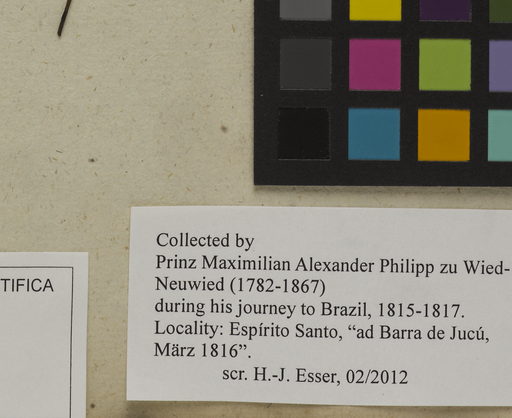 Collected by
Prinz Maximilian Alexander Philipp zu Wied-
Neuwied (1782-1867)
during his journey to Brazil, 1815-1817.
Locality: Espírito Santo, “ad Barra de Jucú,
März 1816”.
scr. H.-J. Esser, 02/2012
TIFICA